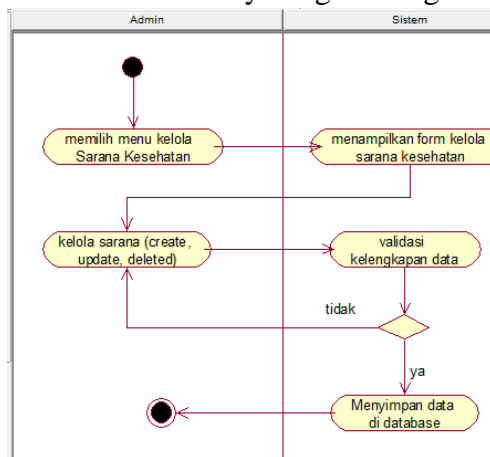 Admin
Sistem
memilih menu kelola
Sarana Kesehatan
menampilkan form kelola
sarana kesehatan
kelola sarana (create,
update, deleted)
validasi
kelengkapan data
tidak
ya
Menyimpan data
di database